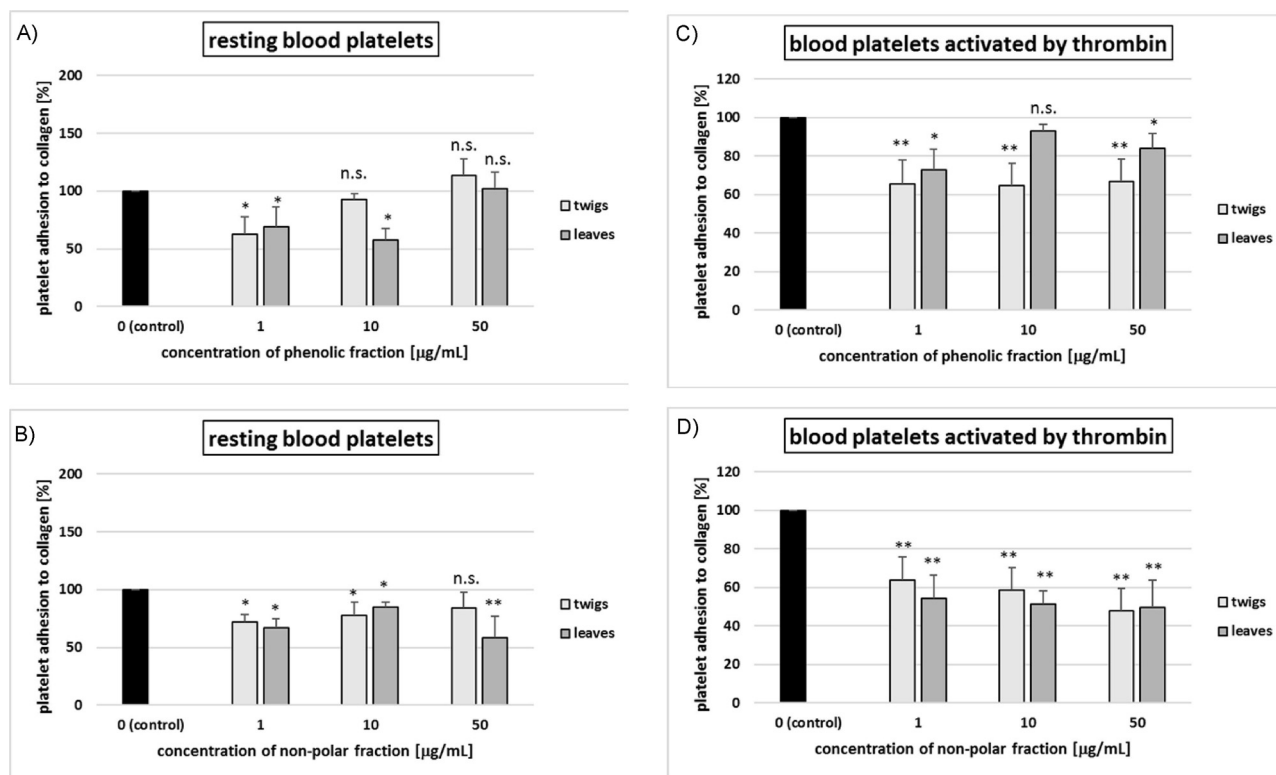 A)
resting blood platelets
platelet adhesion to collagen [%]
200
150
100
50
0
n.s.
n.s.
n.s.
*
*
*
twigs
leaves
0 (control) 1 10 50
concentration of phenolic fraction [µg/mL]
B)
resting blood platelets
platelet adhesion to collagen [%]
200
150
100
50
0
n.s.
*
*
*
*
**
twigs
leaves
0 (control) 1 10 50
concentration of non-polar fraction [µg/mL]
C)
blood platelets activated by thrombin
platelet adhesion to collagen [%]
120
100
80
60
40
20
0
n.s.
**
*
**
**
*
twigs
leaves
0 (control) 1 10 50
concentration of phenolic fraction [µg/mL]
D)
blood platelets activated by thrombin
platelet adhesion to collagen [%]
120
100
80
60
40
20
0
**
**
**
**
**
**
twigs
leaves
0 (control) 1 10 50
concentration of non-polar fraction [µg/mL]